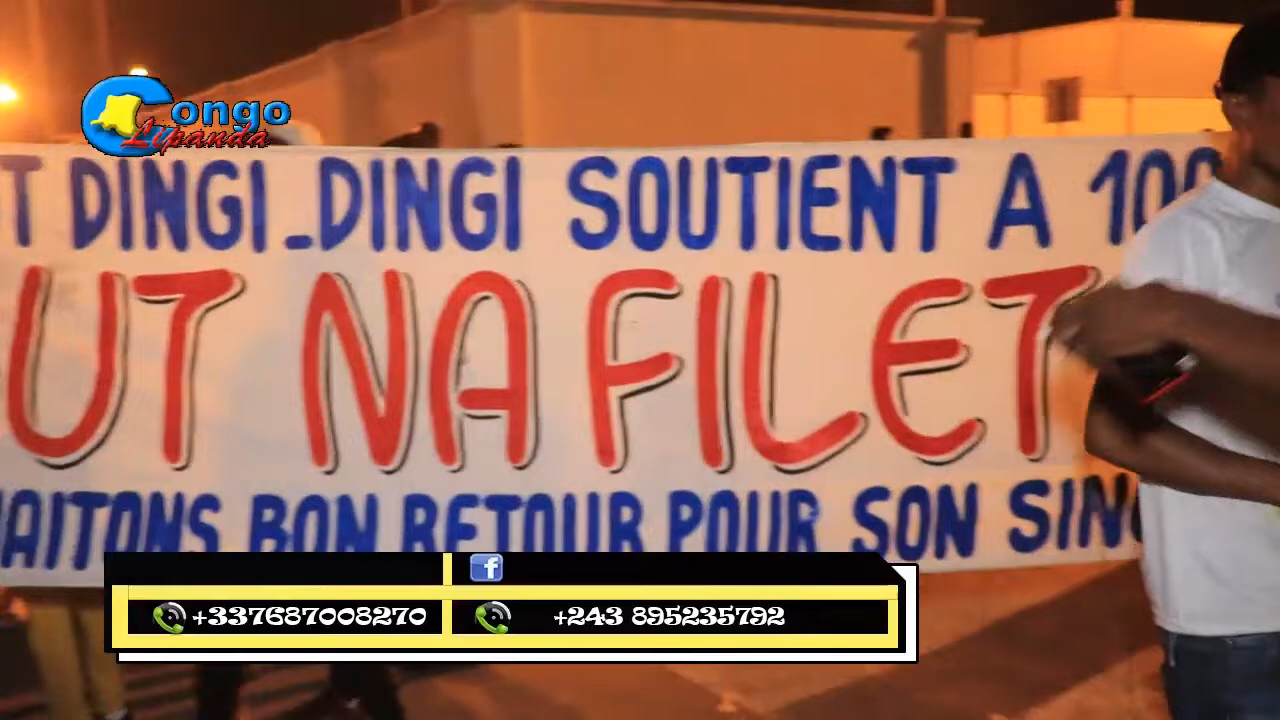 Congo
Lipanda
T DINGI_DINGI SOUTIENT A 100
UT NA FILET
AITONS BON RETOUR POUR SON SIN
+337687008270
+243 895235792